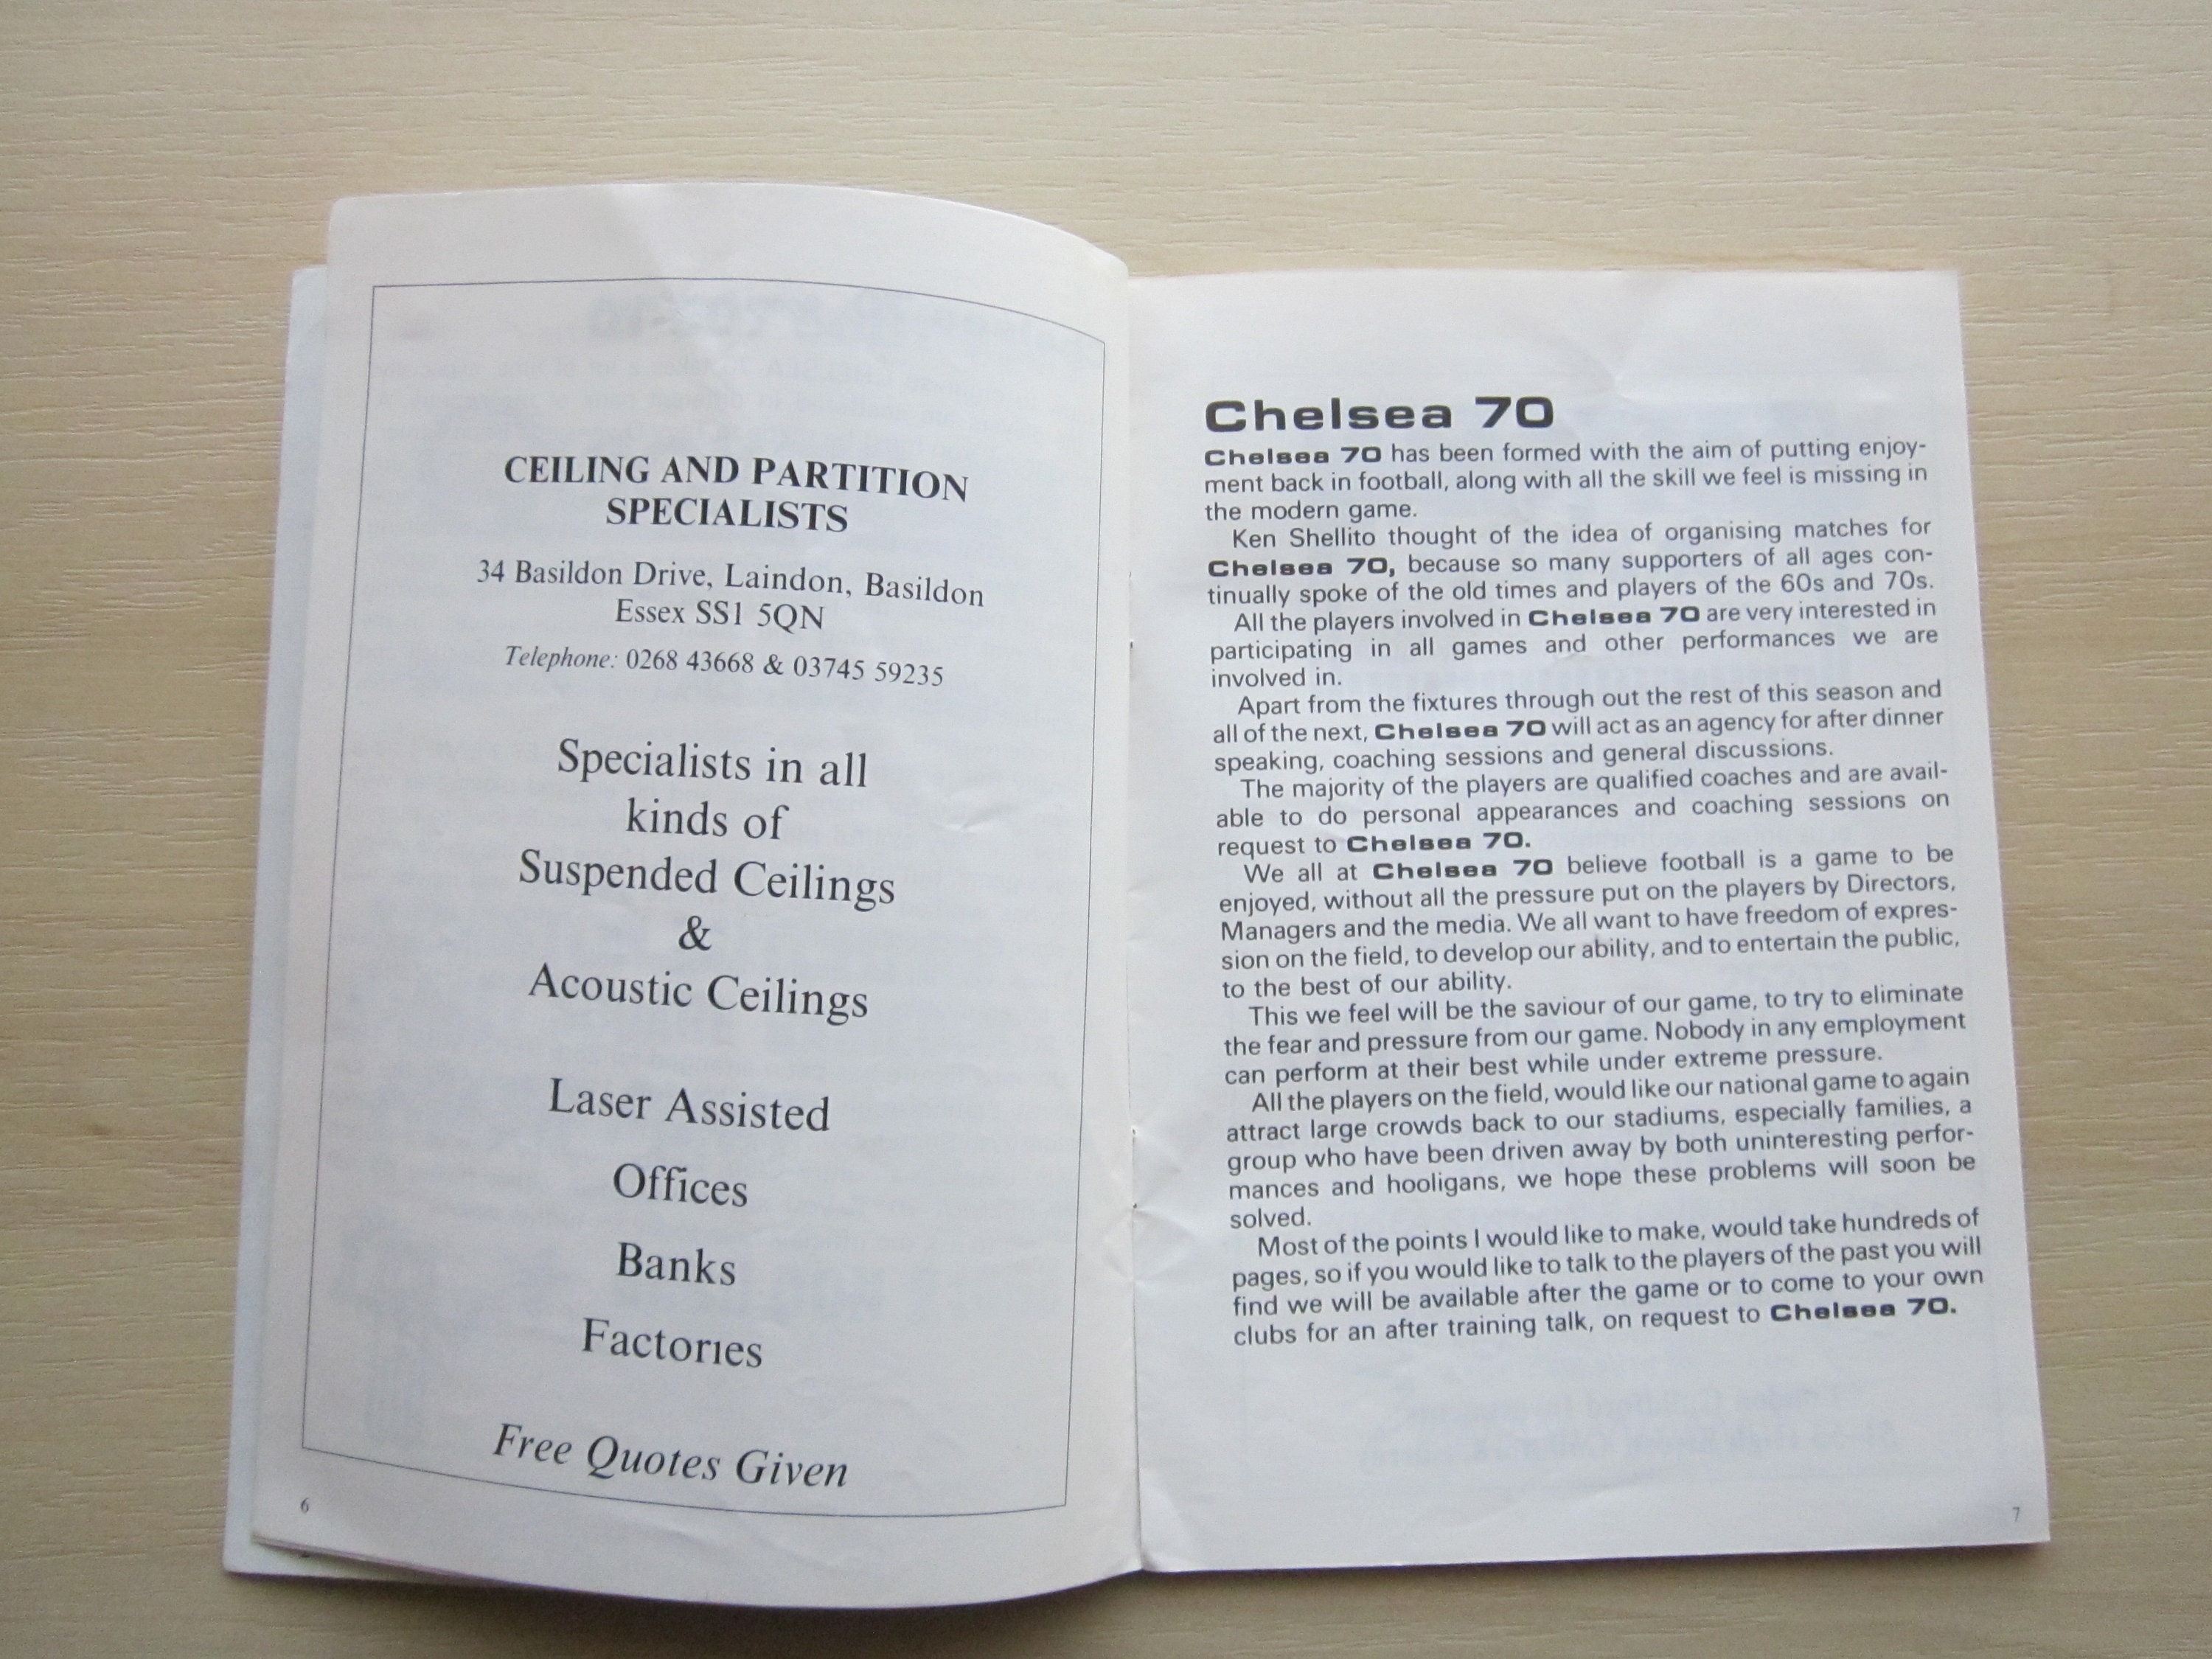 CEILING AND PARTITION
SPECIALISTS
34 Basildon Drive, Laindon, Basildon
Essex SS1 5QN
Telephone: 0268 43668 & 03745 59235
Specialists in all
kinds of
Suspended Ceilings
&
Acoustic Ceilings
Laser Assisted
Offices
Banks
Factories
Free Quotes Given
6
Chelsea 70
Chelsea 70 has been formed with the aim of putting enjoy-
ment back in football, along with all the skill we feel is missing in
the modern game.
Ken Shellito thought of the idea of organising matches for
Chelsea 70, because so many supporters of all ages con-
tinually spoke of the old times and players of the 60s and 70s.
All the players involved in Chelsea 70 are very interested in
participating in all games and other performances we are
involved in.
Apart from the fixtures through out the rest of this season and
all of the next, Chelsea 70 will act as an agency for after dinner
speaking, coaching sessions and general discussions.
The majority of the players are qualified coaches and are avail-
able to do personal appearances and coaching sessions on
request to Chelsea 70.
We all at Chelsea 70 believe football is a game to be
enjoyed, without all the pressure put on the players by Directors,
Managers and the media. We all want to have freedom of expres-
sion on the field, to develop our ability, and to entertain the public,
to the best of our ability.
This we feel will be the saviour of our game, to try to eliminate
the fear and pressure from our game. Nobody in any employment
can perform at their best while under extreme pressure.
All the players on the field, would like our national game to again
attract large crowds back to our stadiums, especially families, a
group who have been driven away by both uninteresting perfor-
mances and hooligans, we hope these problems will soon be
solved.
Most of the points I would like to make, would take hundreds of
pages, so if you would like to talk to the players of the past you will
find we will be available after the game or to come to your own
clubs for an after training talk, on request to Chelsea 70.
7